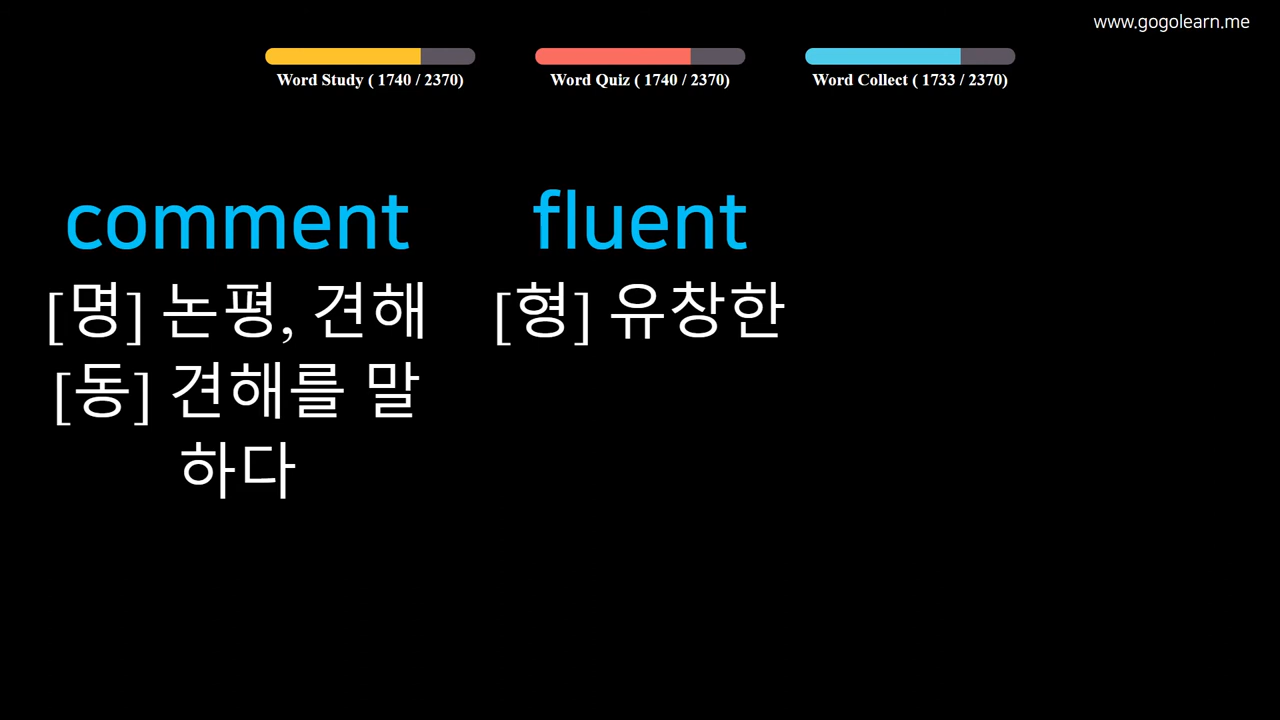 www.gogolearn.me
Word Study ( 1740 / 2370)
Word Quiz ( 1740 / 2370)
Word Collect ( 1733 / 2370)
comment
[명] 논평, 견해
[동] 견해를 말
하다
fluent
[형] 유창한